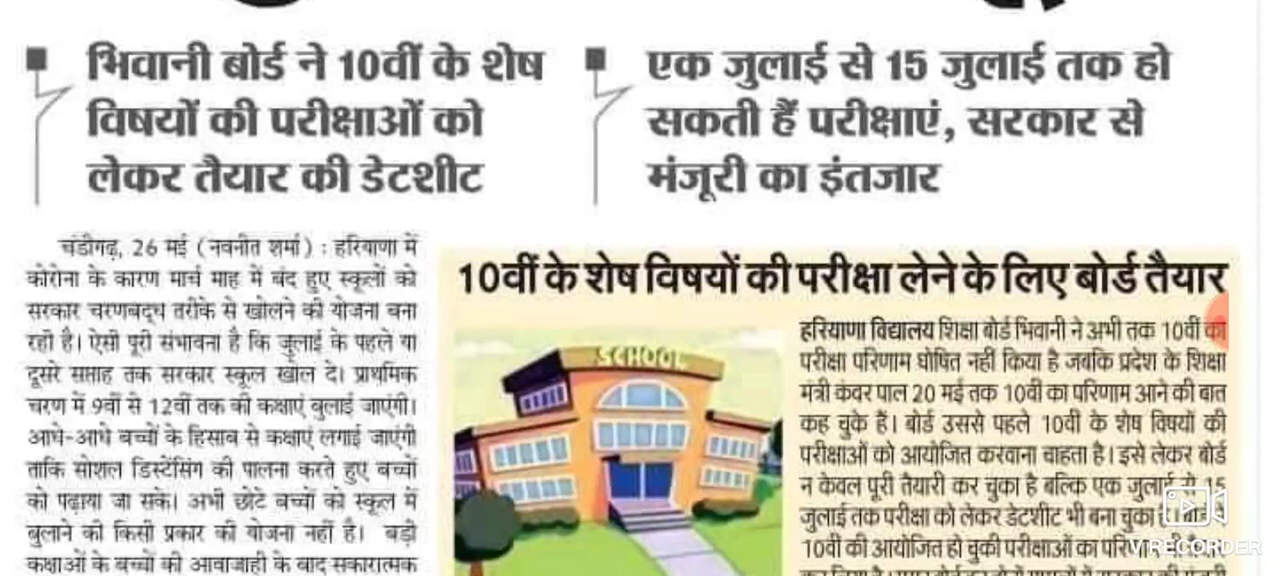 भिवानी बोर्ड ने 10वीं के शेष
विषयों की परीक्षाओं को
लेकर तैयार की डेटशीट
एक जुलाई से 15 जुलाई तक हो
सकती हैं परीक्षाएं, सरकार से
मंजूरी का इंतजार
चंडीगढ़, 26 मई (नवनीत शर्मा) : हरियाणा में
कोरोना के कारण मार्च माह में बंद हुए स्कूलों को
सरकार चरणबद्ध तरीके से खोलने की योजना बना
रही है। ऐसी पूरी संभावना है कि जुलाई के पहले या
दूसरे सप्ताह तक सरकार स्कूल खोल दे। प्राथमिक
चरण में 9वीं से 12वीं तक की कक्षाएं बुलाई जाएंगी।
आधे-आधे बच्चों के हिसाब से कक्षाएं लगाई जाएंगी
ताकि सोशल डिस्टेंसिंग की पालना करते हुए बच्चों
को पढ़ाया जा सके। अभी छोटे बच्चों को स्कूल में
बुलाने की किसी प्रकार की योजना नहीं है। बड़ी
कक्षाओं के बच्चों की आवाजाही के बाद सकारात्मक
10वीं के शेष विषयों की परीक्षा लेने के लिए बोर्ड तैयार
SCHOOL
हरियाणा विद्यालय शिक्षा बोर्ड भिवानी ने अभी तक 10वीं का
परीक्षा परिणाम घोषित नहीं किया है जबकि प्रदेश के शिक्षा
मंत्री कंवर पाल 20 मई तक 10वीं का परिणाम आने की बात
कह चुके हैं। बोर्ड उससे पहले 10वीं के शेष विषयों की
परीक्षाओं को आयोजित करवाना चाहता है। इसे लेकर बोर्ड
न केवल पूरी तैयारी कर चुका है बल्कि एक जुलाई से 15
जुलाई तक परीक्षा को लेकर डेटशीट भी बना चुका है।
10वीं की आयोजित हो चुकी परीक्षाओं का
V RECORDER